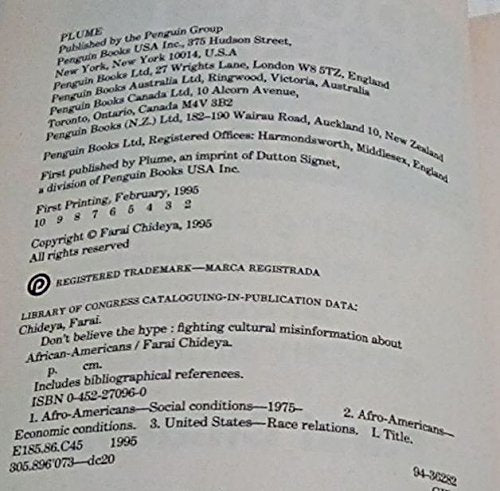 PLUME
Published by the Penguin Group
Penguin Books USA Inc., 375 Hudson Street,
New York, New York 10014, U.S.A
Penguin Books Ltd, 27 Wrights Lane, London W8 5TZ, England
Penguin Books Australia Ltd, Ringwood, Victoria, Australia
Penguin Books Canada Ltd, 10 Alcorn Avenue,
Toronto, Ontario, Canada M4V 3B2
Penguin Books (N.Z.) Ltd, 182–190 Wairau Road, Auckland 10, New Zealand
Penguin Books Ltd, Registered Offices: Harmondsworth, Middlesex, England
First published by Plume, an imprint of Dutton Signet,
a division of Penguin Books USA Inc.
First Printing, February, 1995
10 9 8 7 6 5 4 3 2
Copyright © Farai Chideya, 1995
All rights reserved
P REGISTERED TRADEMARK—MARCA REGISTRADA
LIBRARY OF CONGRESS CATALOGUING-IN-PUBLICATION DATA:
Chideya, Farai.
Don't believe the hype : fighting cultural misinformation about
African-Americans / Farai Chideya.
p. cm.
Includes bibliographical references.
ISBN 0-452-27096-0
1. Afro-Americans—Social conditions—1975– 2. Afro-Americans—
Economic conditions. 3. United States—Race relations. I. Title.
E185.86.C45 1995
305.896'073—dc20
94-36282